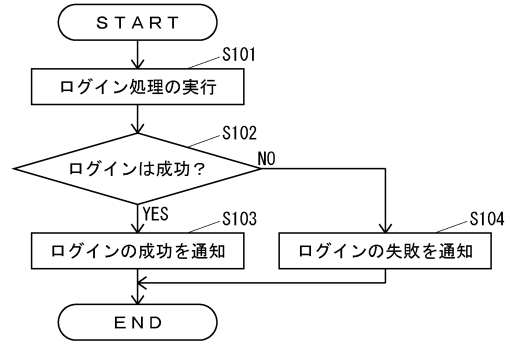 ＳＴＡＲＴ
S101
ログイン処理の実行
S102
ログインは成功？
NO
YES
S103
ログインの成功を通知
S104
ログインの失敗を通知
ＥＮＤ